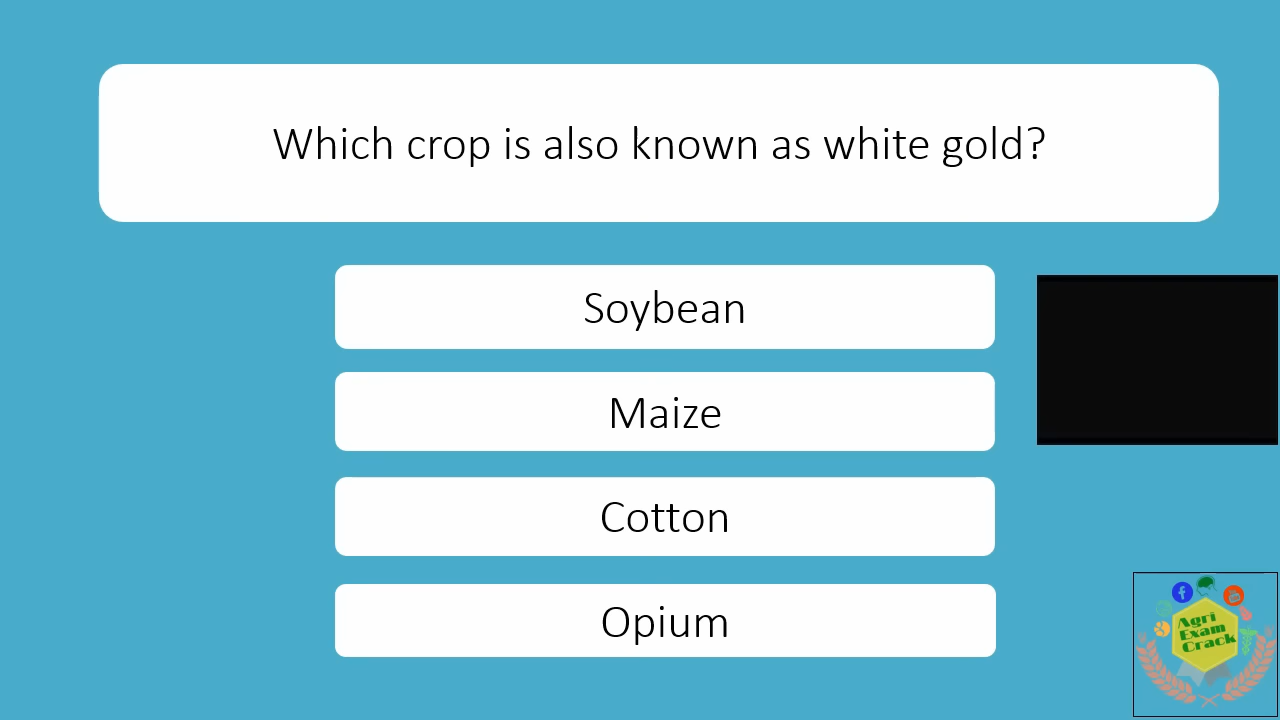 Which crop is also known as white gold?
Soybean
Maize
Cotton
Opium
Agri
Exam
Crack